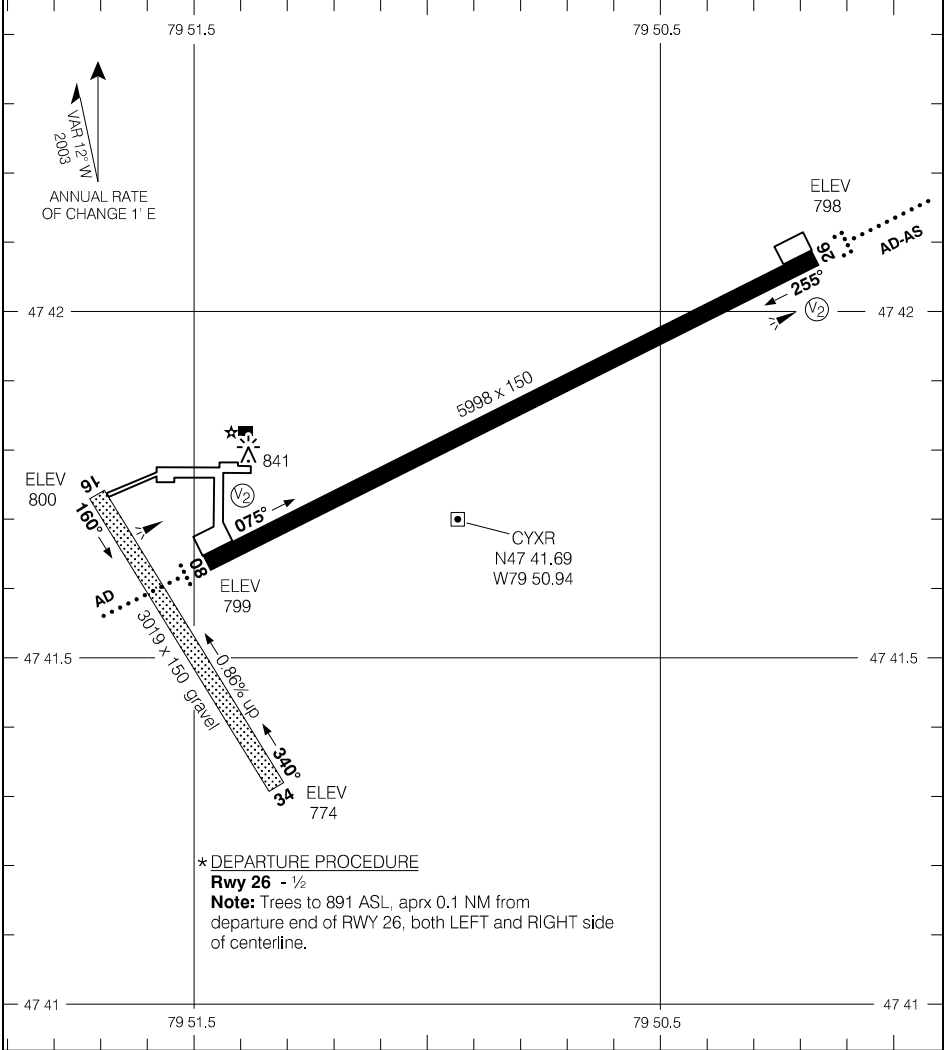 79 51.5
79 50.5
VAR 12° W
2003
ANNUAL RATE
OF CHANGE 1' E
ELEV
798
26
AD-AS
255°
V2
47 42
47 42
5998 x 150
841
ELEV
800
16
160°
V2
075°
08
ELEV
799
AD
CYXR
N47 41.69
W79 50.94
3019 x 150 gravel
47 41.5
47 41.5
0.86% up
340°
34
ELEV
774
* DEPARTURE PROCEDURE
Rwy 26 - ½
Note: Trees to 891 ASL, aprx 0.1 NM from
departure end of RWY 26, both LEFT and RIGHT side
of centerline.
47 41
47 41
79 51.5
79 50.5